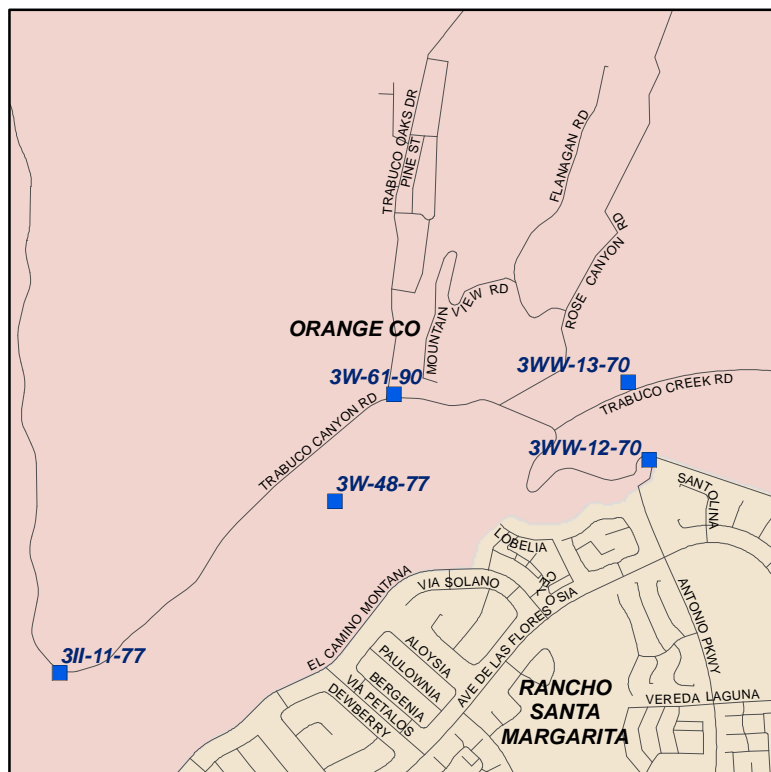 TRABUCO OAKS DR
PINE ST
FLANAGAN RD
ROSE CANYON RD
VIEW RD
MOUNTAIN
ORANGE CO
3W-61-90
3WW-13-70
TRABUCO CREEK RD
TRABUCO CANYON RD
3WW-12-70
3W-48-77
SANTOLINA
LOBELIA
CELOSIA
VIA SOLANO
EL CAMINO MONTANA
ANTONIO PKWY
AVE DE LAS FLORES
3II-11-77
ALOYSIA
PAULOWNIA
BERGENIA
VIA PETALOS
DEWBERRY
RANCHO
SANTA
MARGARITA
VEREDA LAGUNA